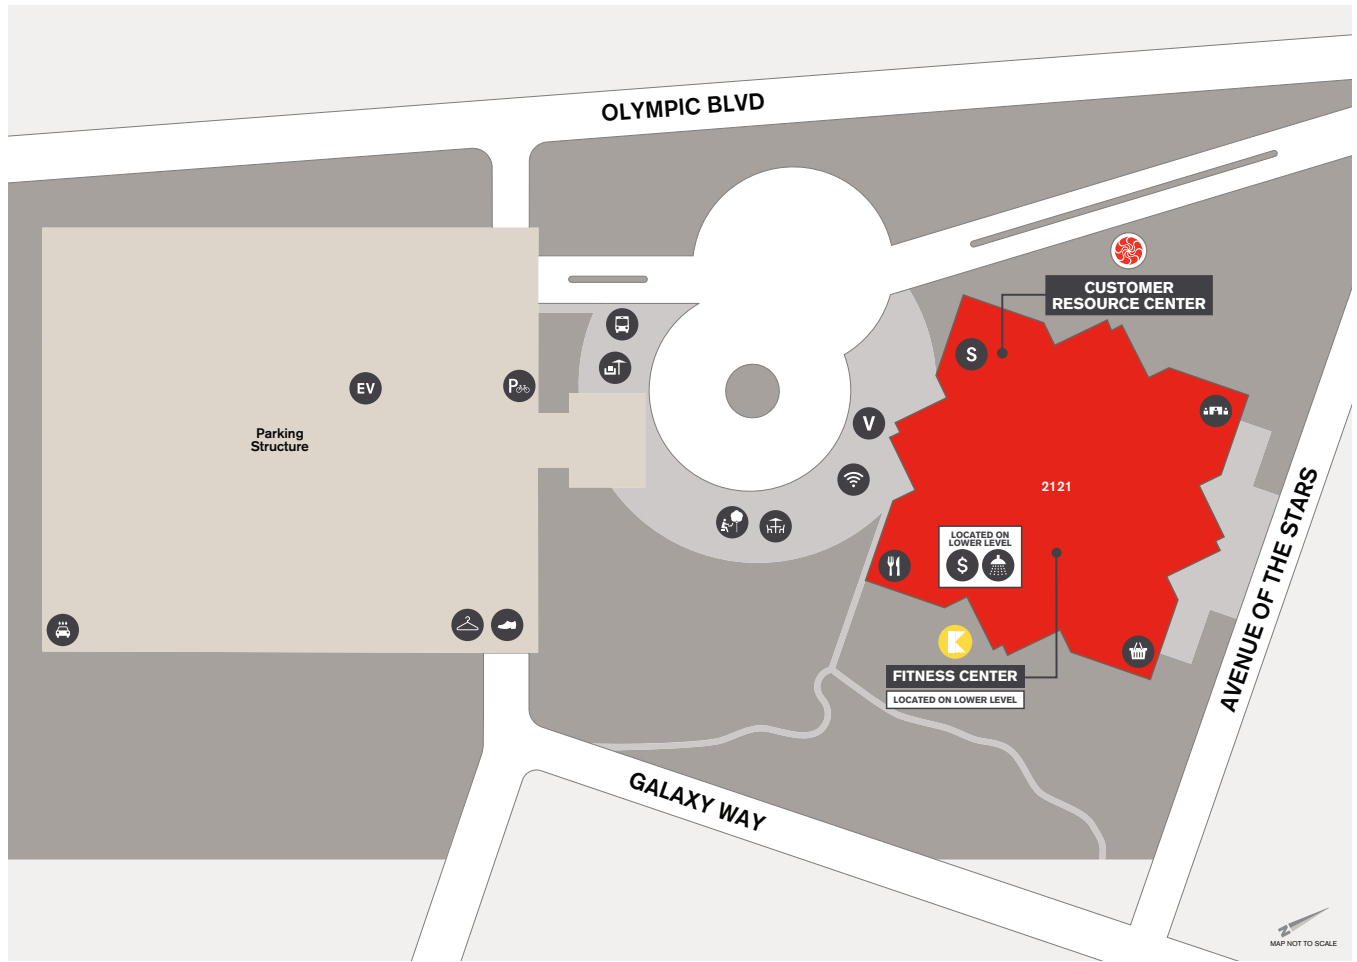 OLYMPIC BLVD
CUSTOMER
RESOURCE CENTER
S
EV
P
Parking
Structure
V
2121
LOCATED ON
LOWER LEVEL
$
FITNESS CENTER
LOCATED ON LOWER LEVEL
K
AVENUE OF THE STARS
GALAXY WAY
N
MAP NOT TO SCALE